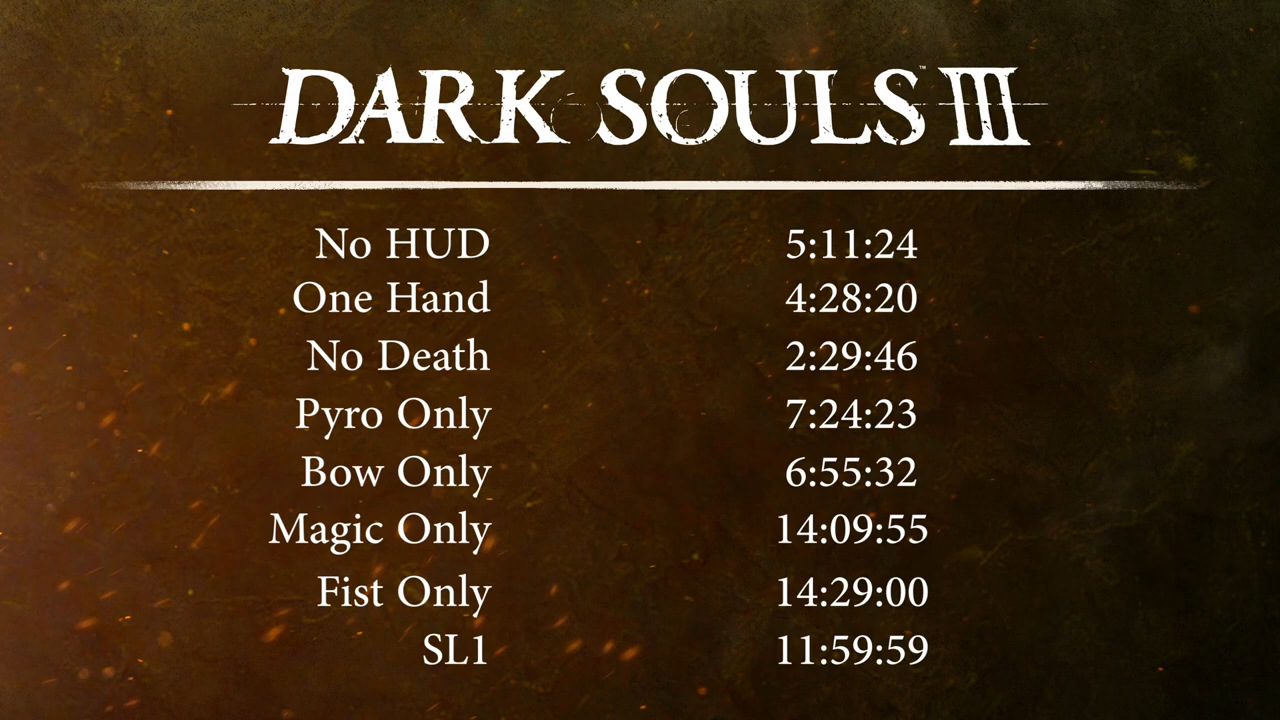 DARK SOULS™ III
No HUD 5:11:24
One Hand 4:28:20
No Death 2:29:46
Pyro Only 7:24:23
Bow Only 6:55:32
Magic Only 14:09:55
Fist Only 14:29:00
SL1 11:59:59